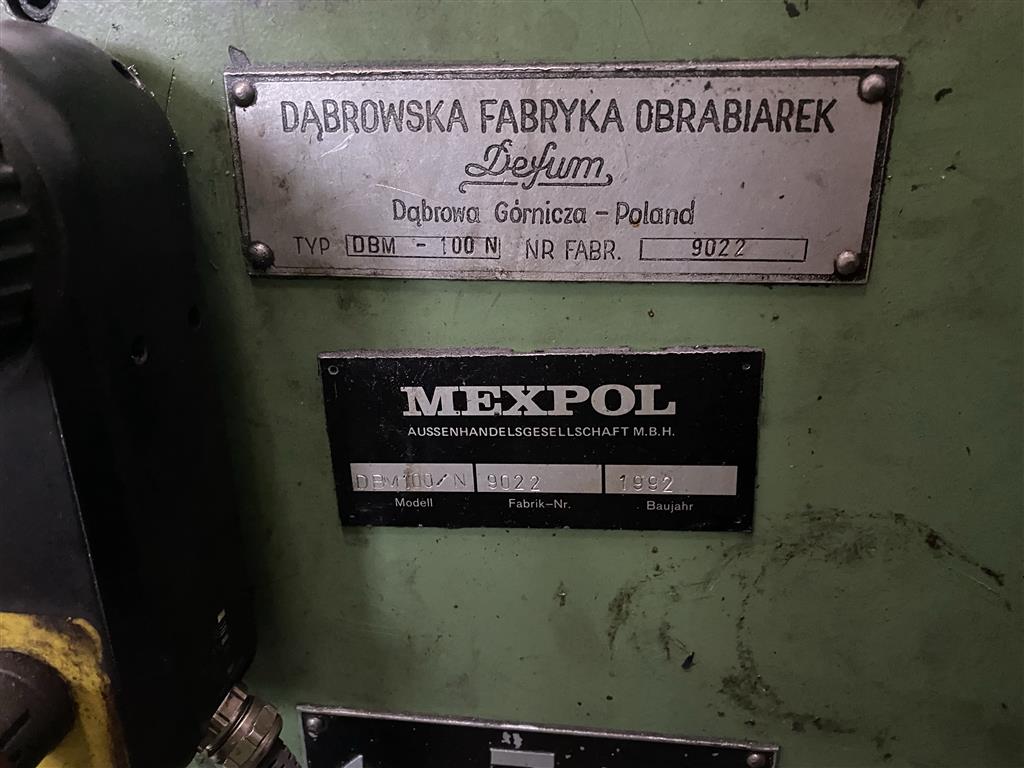 DĄBROWSKA FABRYKA OBRABIAREK
Defum
Dąbrowa Górnicza - Poland
TYP DBM - 100 N NR FABR. 9022
MEXPOL
AUSSENHANDELSGESELLSCHAFT M.B.H.
DBM100/N 9022 1992
Modell Fabrik-Nr. Baujahr